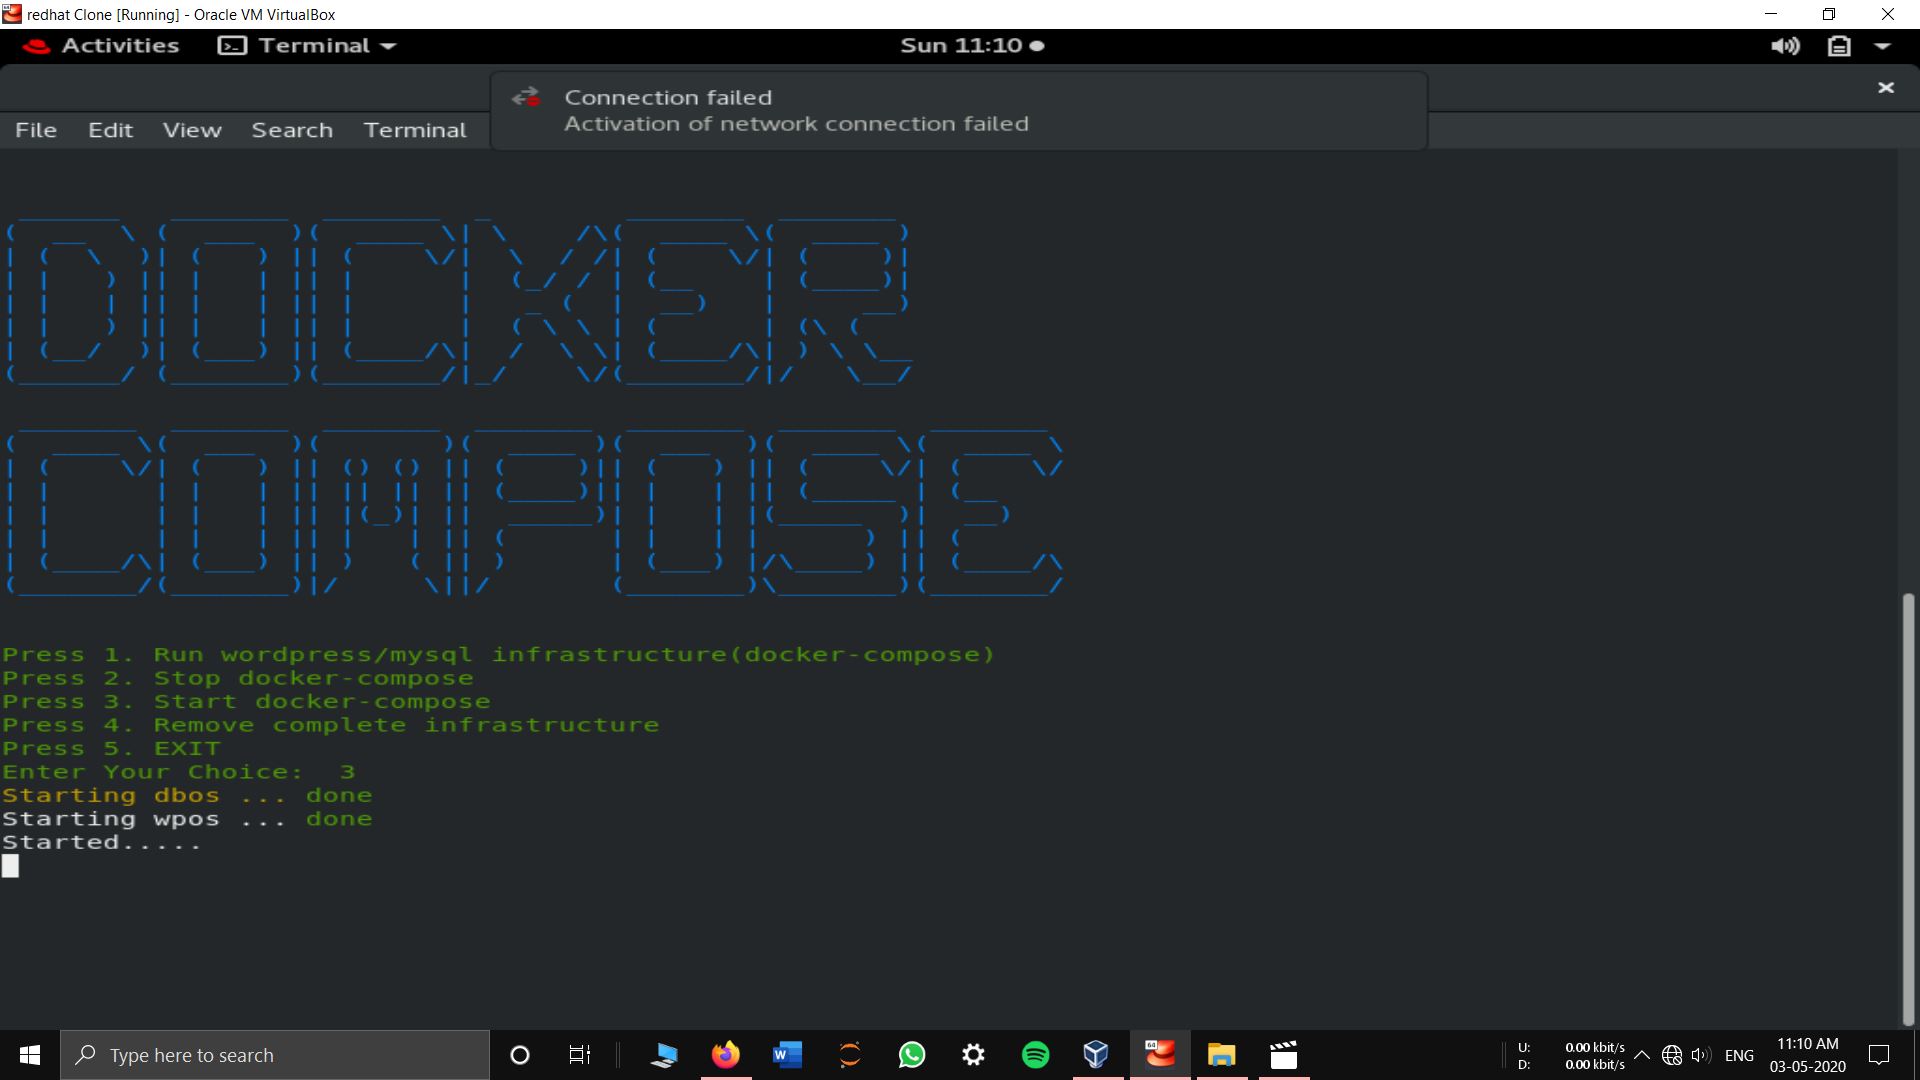 redhat Clone [Running] - Oracle VM VirtualBox
Activities
Terminal
Sun 11:10
Connection failed
Activation of network connection failed
File Edit View Search Terminal
DOCKER
COMPOSE
Press 1. Run wordpress/mysql infrastructure(docker-compose)
Press 2. Stop docker-compose
Press 3. Start docker-compose
Press 4. Remove complete infrastructure
Press 5. EXIT
Enter Your Choice:  3
Starting dbos ... done
Starting wpos ... done
Started.....
Type here to search
U: 0.00 kbit/s
D: 0.00 kbit/s
ENG
11:10 AM
03-05-2020